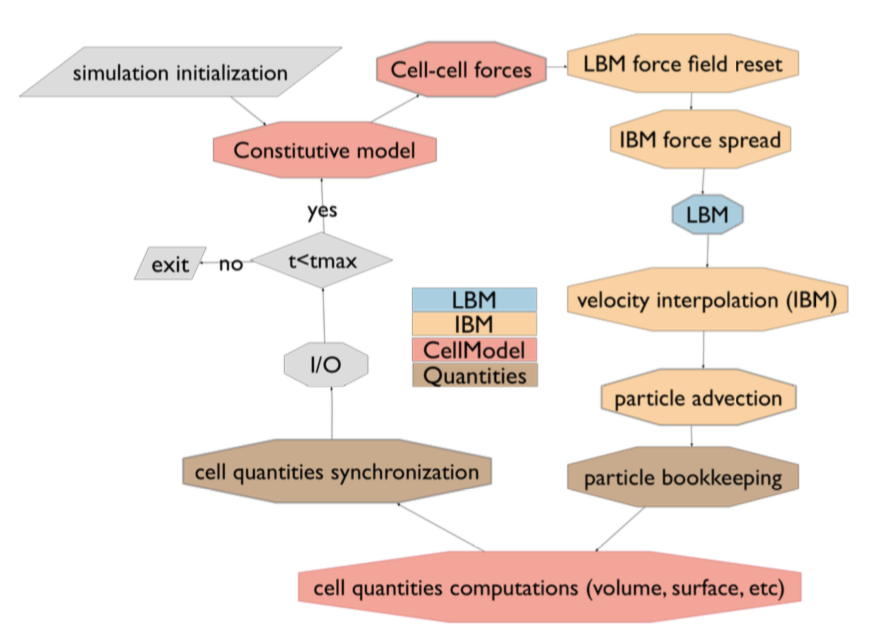 simulation initialization
Cell-cell forces
LBM force field reset
IBM force spread
Constitutive model
LBM
yes
t<tmax
no
exit
velocity interpolation (IBM)
LBM
IBM
CellModel
Quantities
I/O
particle advection
cell quantities synchronization
particle bookkeeping
cell quantities computations (volume, surface, etc)